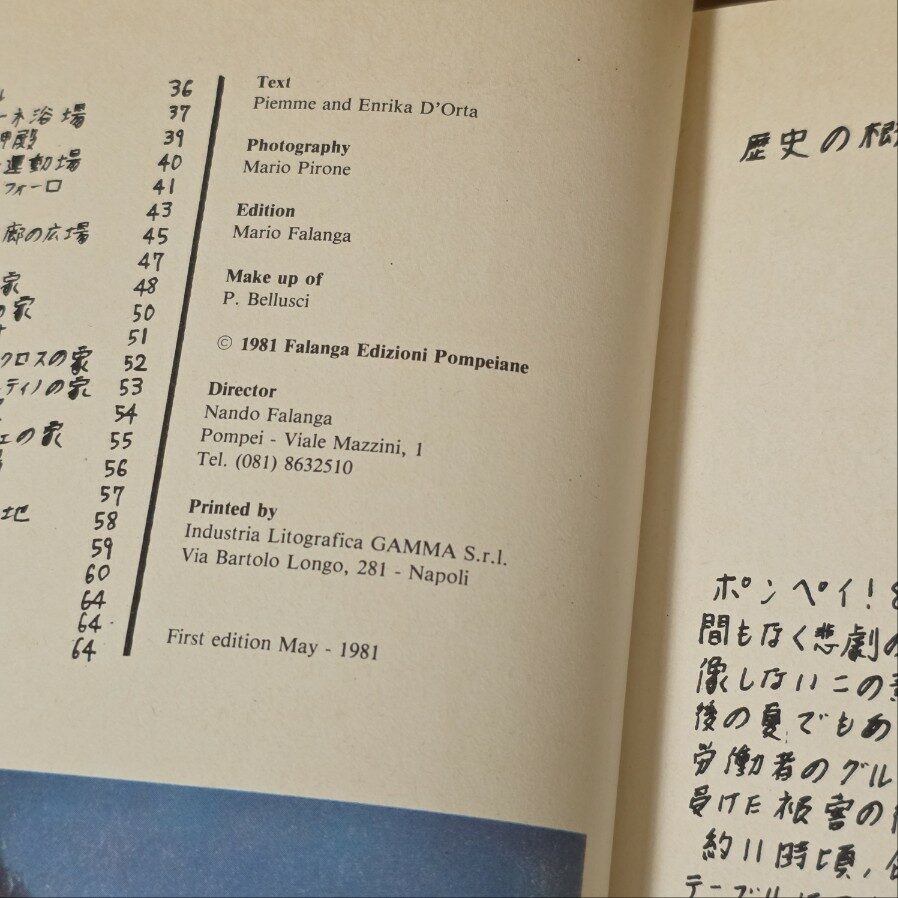 36
ーネ浴場 37
神殿 39
運動場 40
フォーロ 41
43
廊の広場 45
47
家 48
の家 50
51
クロスの家 52
ティノの家 53
54
ェの家 55
56
57
地 58
59
60
64
64
64
Text
Piemme and Enrika D'Orta
Photography
Mario Pirone
Edition
Mario Falanga
Make up of
P. Bellusci
© 1981 Falanga Edizioni Pompeiane
Director
Nando Falanga
Pompei - Viale Mazzini, 1
Tel. (081) 8632510
Printed by
Industria Litografica GAMMA S.r.l.
Via Bartolo Longo, 281 - Napoli
First edition May - 1981
歴史の概
ポンペイ！
間もなく悲劇の
像しないこの
後の夏でもあ
労働者のグル
受けた被害の
約11時頃，
テーブル